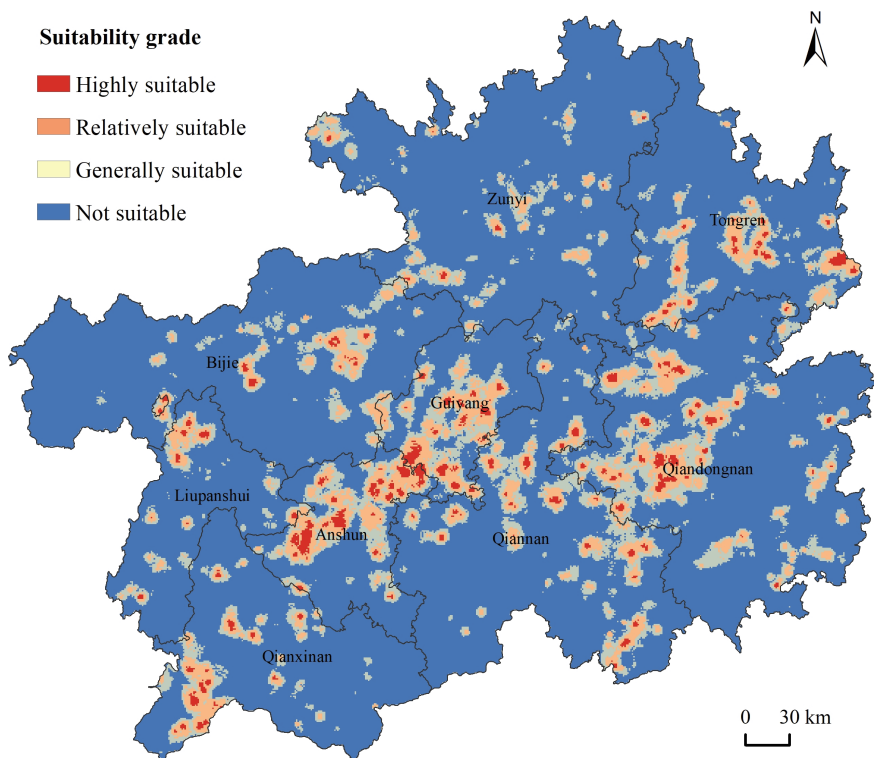 N
Suitability grade
Highly suitable
Relatively suitable
Generally suitable
Not suitable
Zunyi
Tongren
Bijie
Guiyang
Qiandongnan
Liupanshui
Anshun
Qiannan
Qianxinan
0 30 km